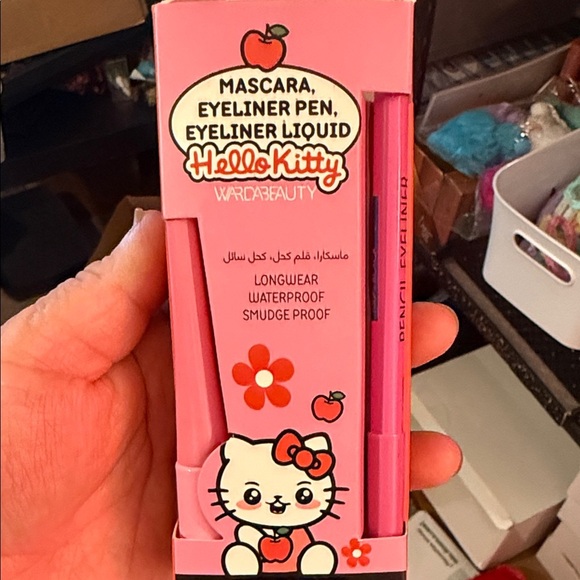 MASCARA,
EYELINER PEN,
EYELINER LIQUID
Hello Kitty
WARDABEAUTY
ماسكارا، قلم كحل، كحل سائل
LONGWEAR
WATERPROOF
SMUDGE PROOF
PENCIL EYELINER